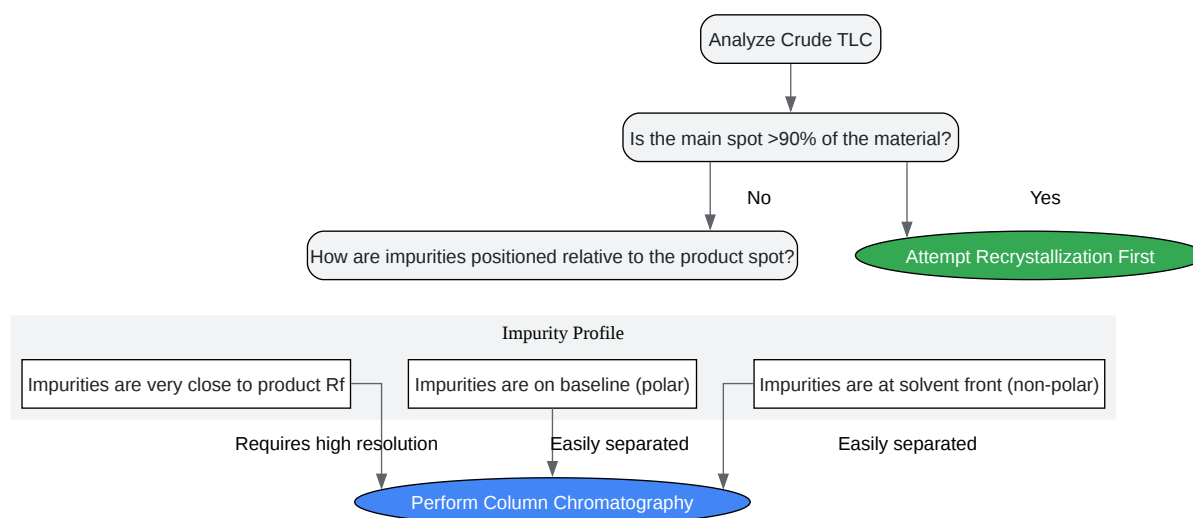 Analyze Crude TLC
Is the main spot >90% of the material?
No
Yes
How are impurities positioned relative to the product spot?
Attempt Recrystallization First
Impurity Profile
Impurities are very close to product Rf
Impurities are on baseline (polar)
Impurities are at solvent front (non-polar)
Requires high resolution
Easily separated
Easily separated
Perform Column Chromatography